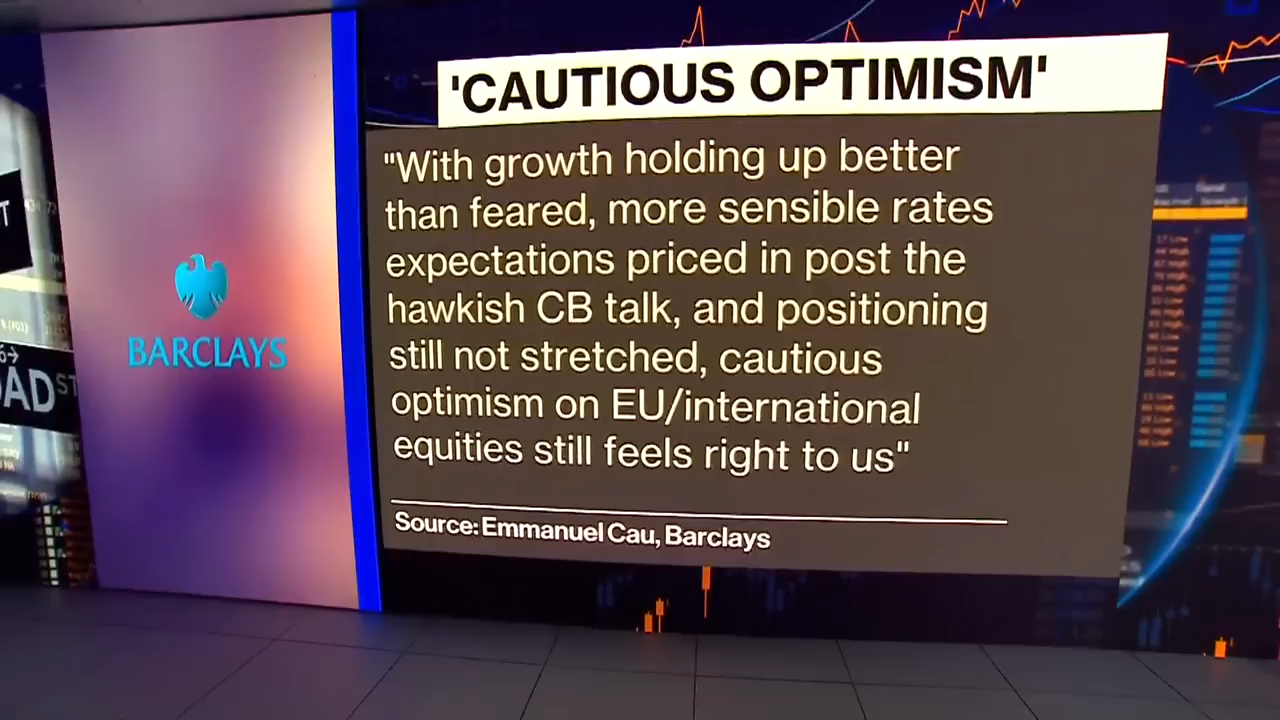 'CAUTIOUS OPTIMISM'
"With growth holding up better
than feared, more sensible rates
expectations priced in post the
hawkish CB talk, and positioning
still not stretched, cautious
optimism on EU/international
equities still feels right to us"
Source: Emmanuel Cau, Barclays
BARCLAYS